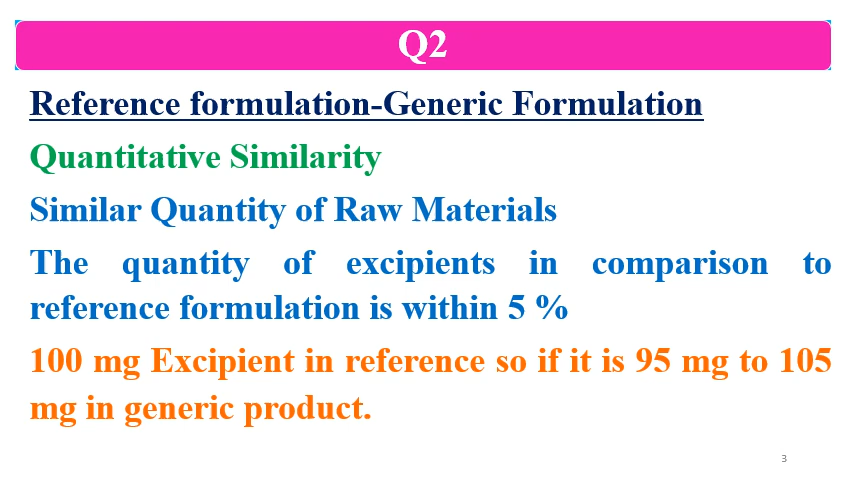 Q2
Reference formulation-Generic Formulation
Quantitative Similarity
Similar Quantity of Raw Materials
The quantity of excipients in comparison to
reference formulation is within 5 %
100 mg Excipient in reference so if it is 95 mg to 105
mg in generic product.
3